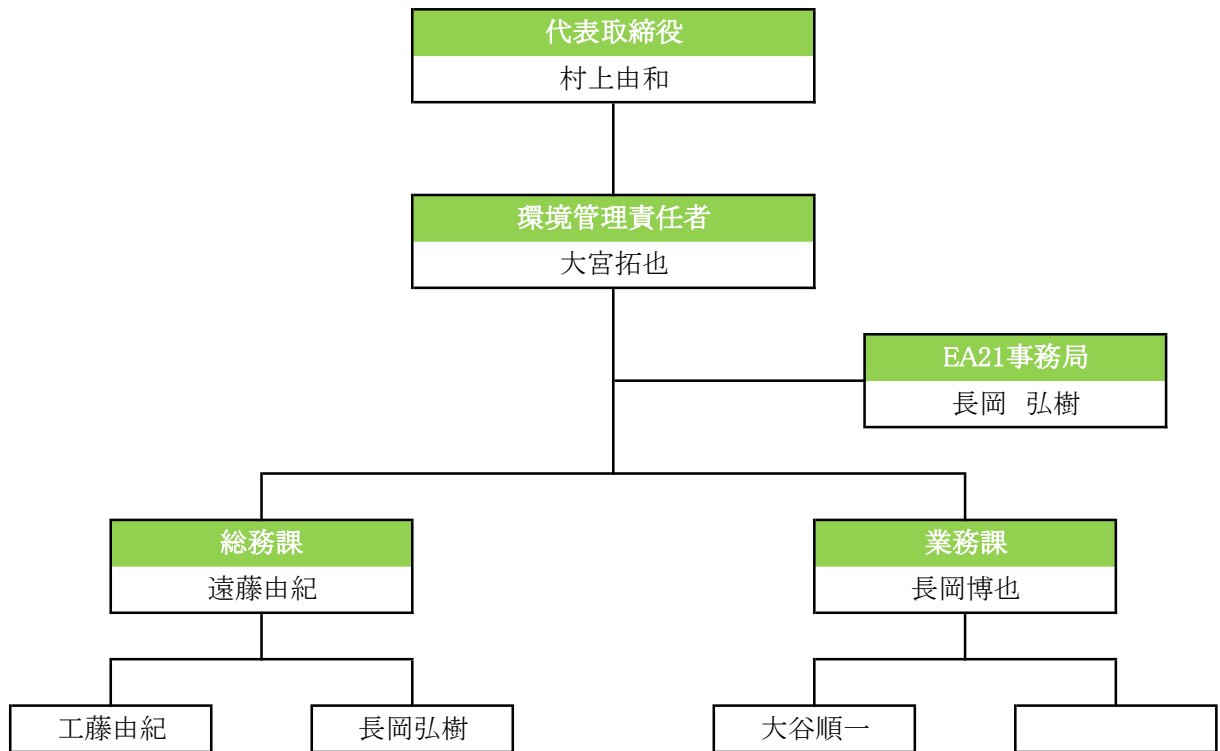 代表取締役
村上由和
環境管理責任者
大宮拓也
EA21事務局
長岡　弘樹
総務課
遠藤由紀
業務課
長岡博也
工藤由紀
長岡弘樹
大谷順一